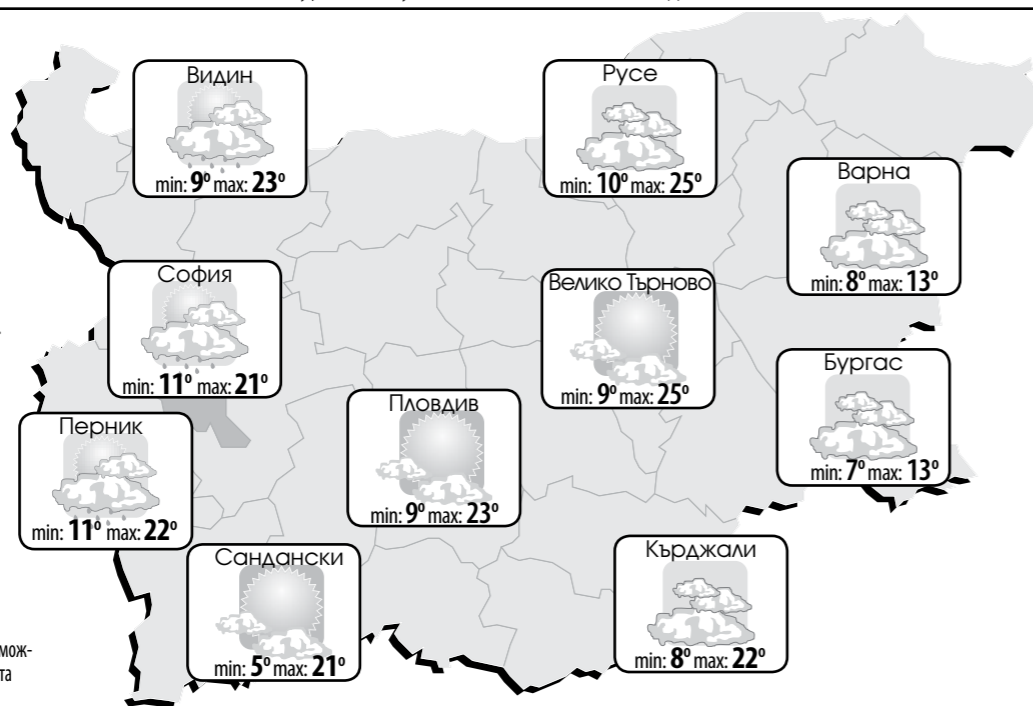 Видин
min: 9° max: 23°
Русе
min: 10° max: 25°
Варна
min: 8° max: 13°
София
min: 11° max: 21°
Велико Търново
min: 9° max: 25°
Бургас
min: 7° max: 13°
Пловдив
min: 9° max: 23°
Перник
min: 11° max: 22°
Сандански
min: 5° max: 21°
Кърджали
min: 8° max: 22°
мож-
та